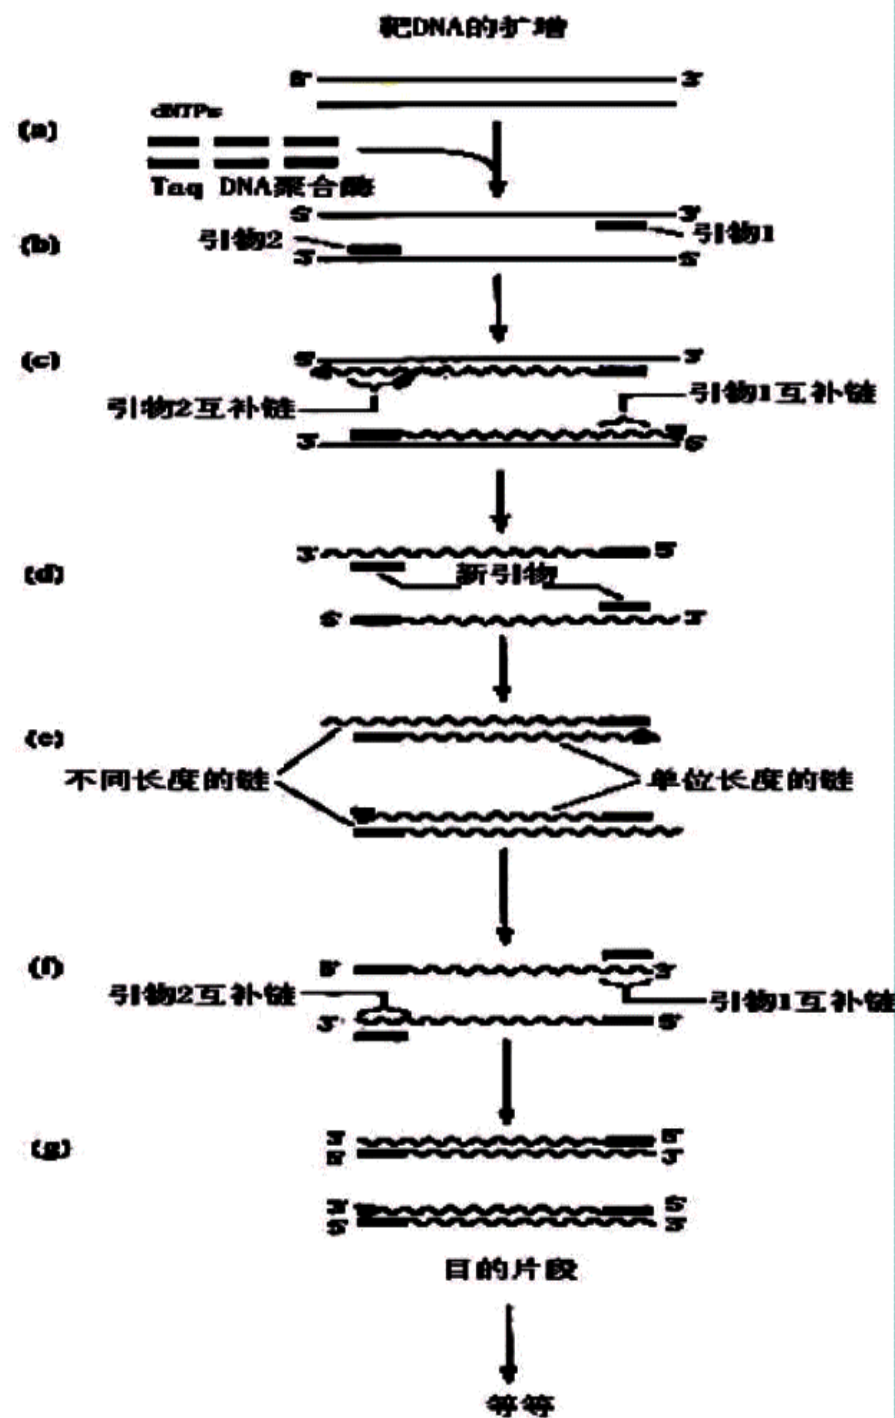 靶DNA的扩增
5' 3'
dNTPs
(a)
Taq DNA聚合酶
5' 3'
引物2 引物1
(b)
3' 5'
(c)
5' 3'
引物2互补链 引物1互补链
3' 5'
3' 5'
(d) 新引物
5' 3'
(e)
不同长度的链 单位长度的链
(f) 5' 3'
引物2互补链 引物1互补链
3' 5'
(g) 3' 5'
5' 3'
3' 5'
5' 3'
目的片段
等等